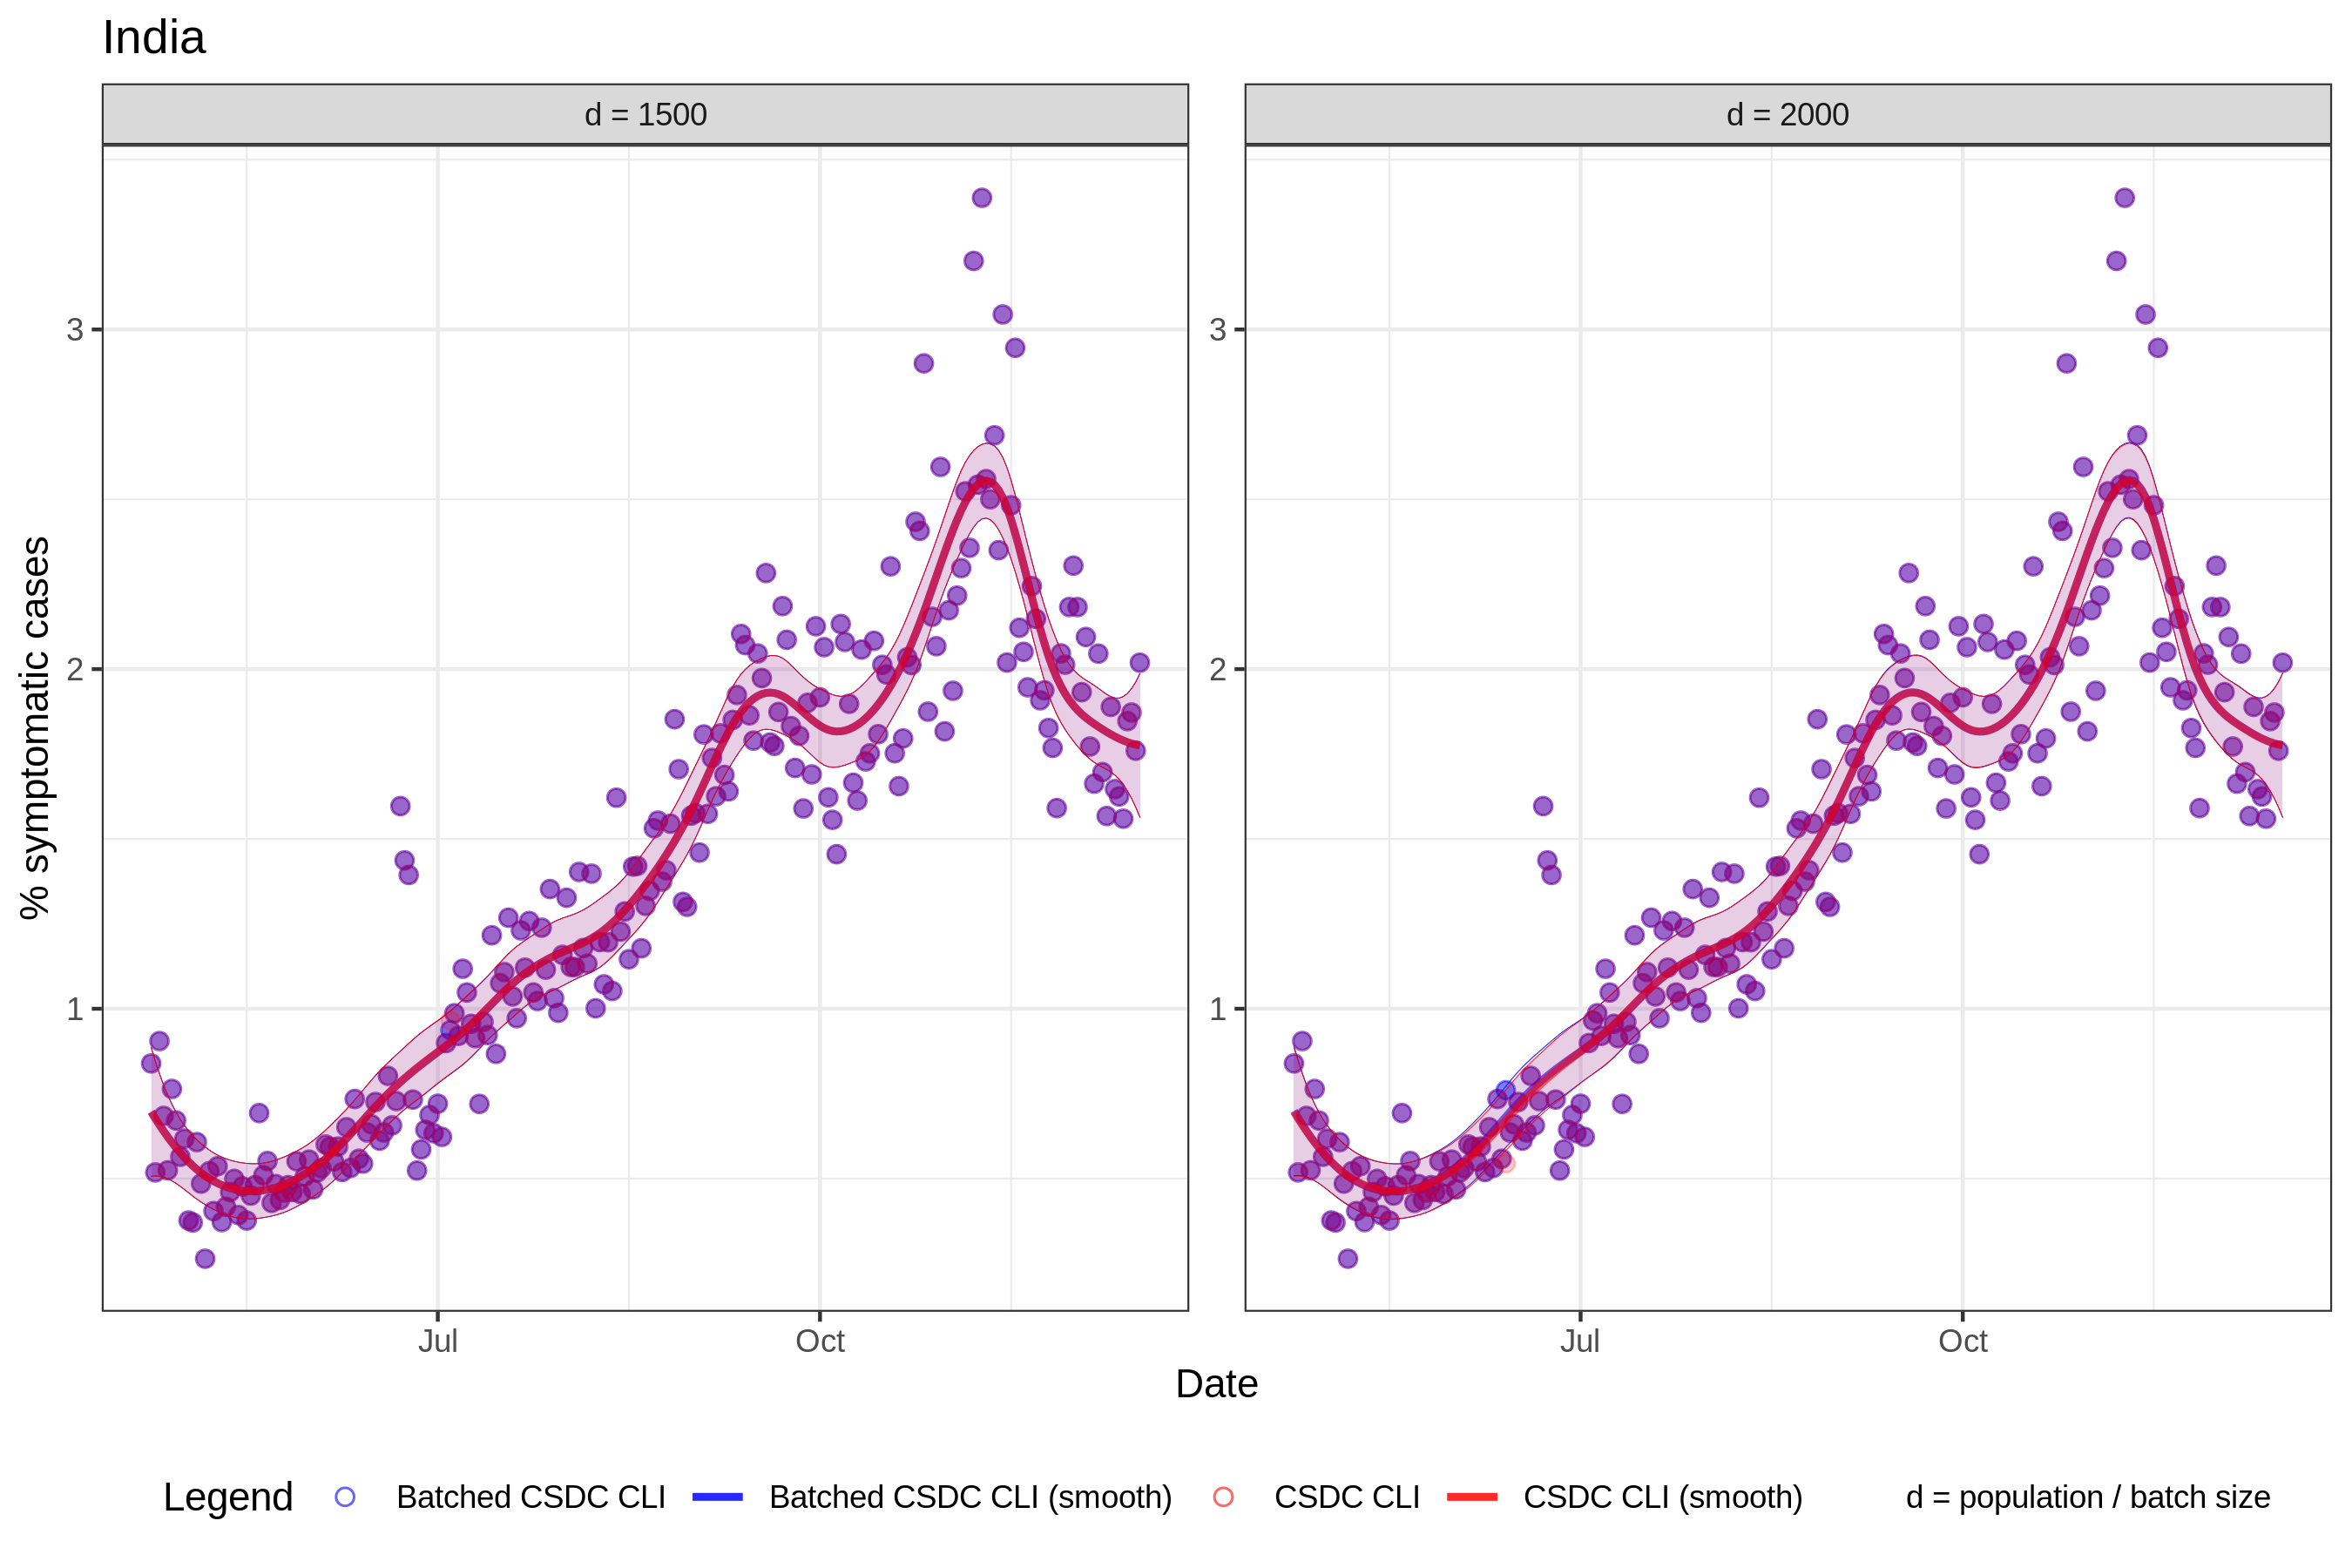 India
d = 1500
d = 2000
% symptomatic cases
3
2
1
3
2
1
Jul
Oct
Jul
Oct
Date
Legend
Batched CSDC CLI
Batched CSDC CLI (smooth)
CSDC CLI
CSDC CLI (smooth)
d = population / batch size